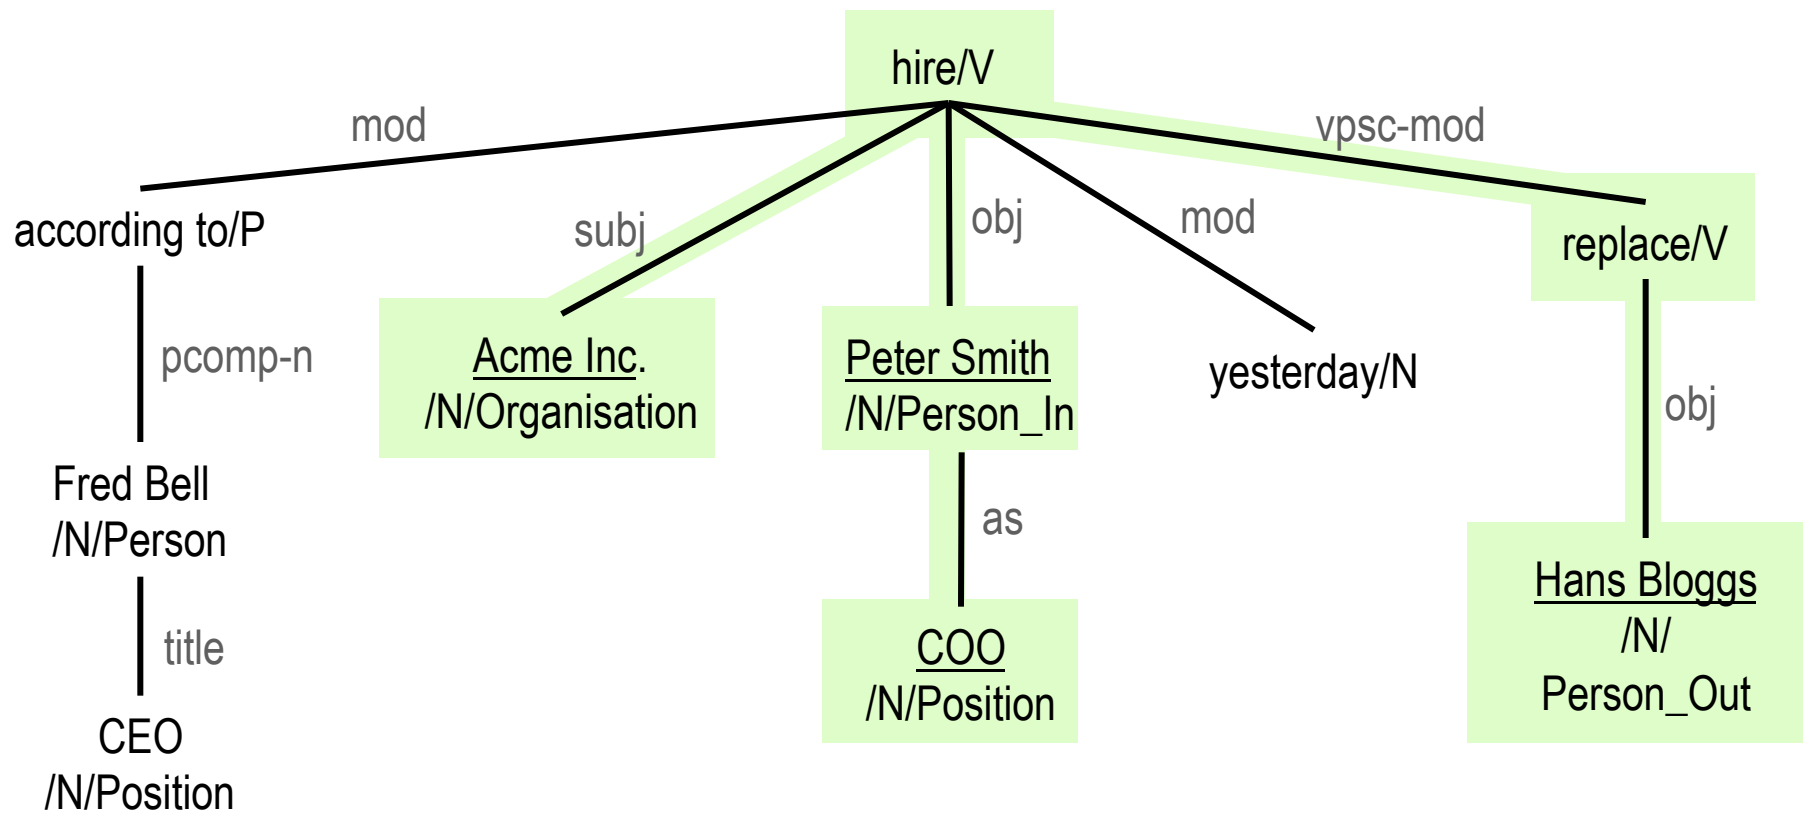 hire/V
mod
vpsc-mod
according to/P
subj
obj
mod
replace/V
pcomp-n
Acme Inc.
/N/Organisation
Peter Smith
/N/Person_In
yesterday/N
obj
Fred Bell
/N/Person
as
Hans Bloggs
/N/
Person_Out
title
COO
/N/Position
CEO
/N/Position